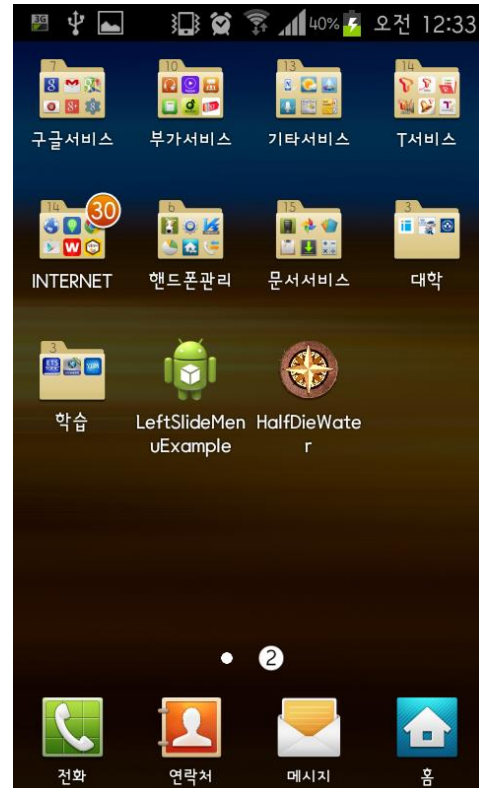 3G 40% 오전 12:33
7 10 13 14
구글서비스 부가서비스 기타서비스 T서비스
14 30 6 15 3
INTERNET 핸드폰관리 문서서비스 대학
3
학습 LeftSlideMen HalfDieWate
uExample r
2
전화 연락처 메시지 홈